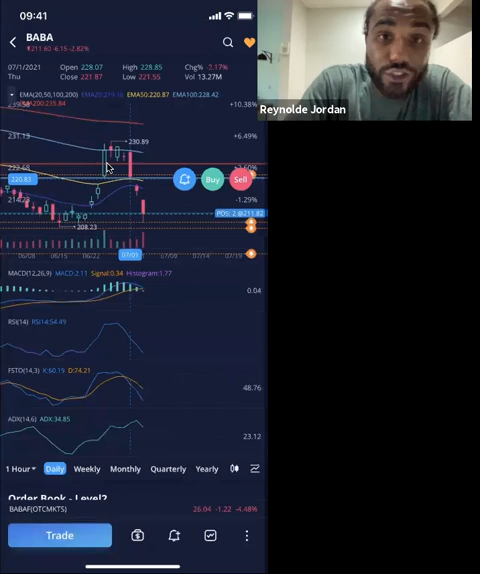 09:41
BABA
211.60 -6.15 -2.82%
Reynolde Jordan
07/1/2021 Open 228.07 High 228.85 Chg% -2.17%
Thu Close 221.87 Low 221.55 Vol 13.27M
EMA(20,50,100,200) EMA50:220.87 EMA100:228.42
+10.38%
230.89
231.13
+6.49%
222.68
220.83
Buy
Sell
-1.29%
POS: 2 @211.82
208.23
06/08 06/15 06/22 07/01 07/09 07/14 07/19
MACD(12,26,9) MACD:2.11 Signal:0.34 Histogram:1.77
0.04
RSI(14) RSI14:54.49
FSTO(14,3) K:60.19 D:74.21
48.76
ADX(14,6) ADX:34.85
23.12
1 Hour Daily Weekly Monthly Quarterly Yearly
Order Book - Level2
BABAF(OTCMKTS) 26.04 -1.22 -4.48%
Trade